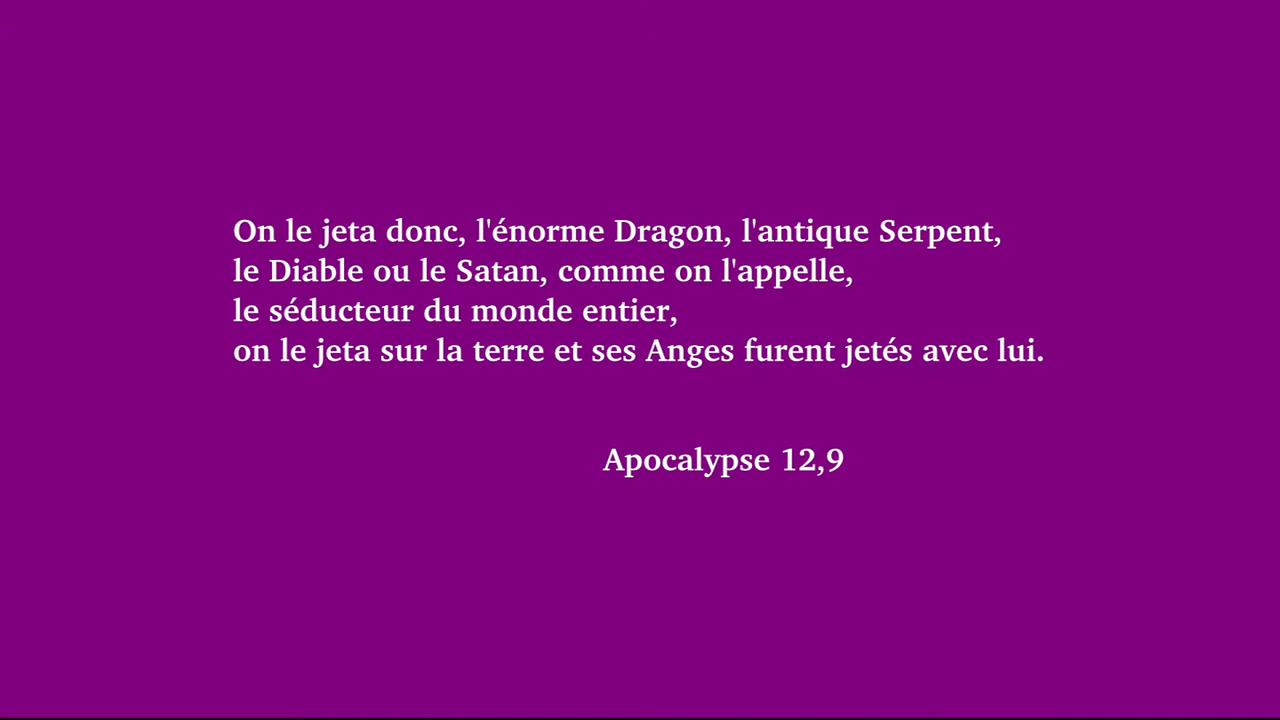 On le jeta donc, l'énorme Dragon, l'antique Serpent,
le Diable ou le Satan, comme on l'appelle,
le séducteur du monde entier,
on le jeta sur la terre et ses Anges furent jetés avec lui.
Apocalypse 12,9